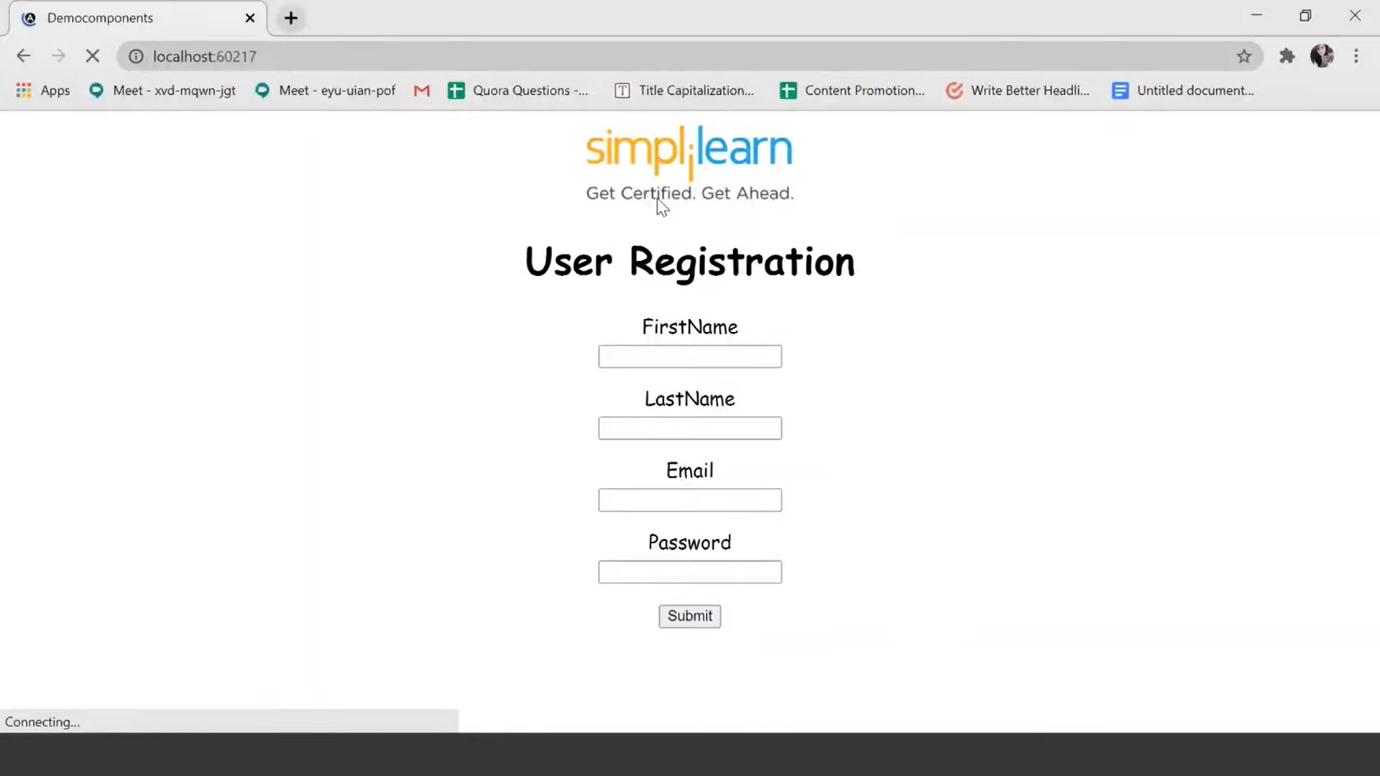 Democomponents
localhost:60217
Apps Meet - xvd-mqwn-jgt Meet - eyu-uian-pof Quora Questions -... Title Capitalization... Content Promotion... Write Better Headli... Untitled document...
simplilearn
Get Certified. Get Ahead.
User Registration
FirstName
LastName
Email
Password
Submit
Connecting...